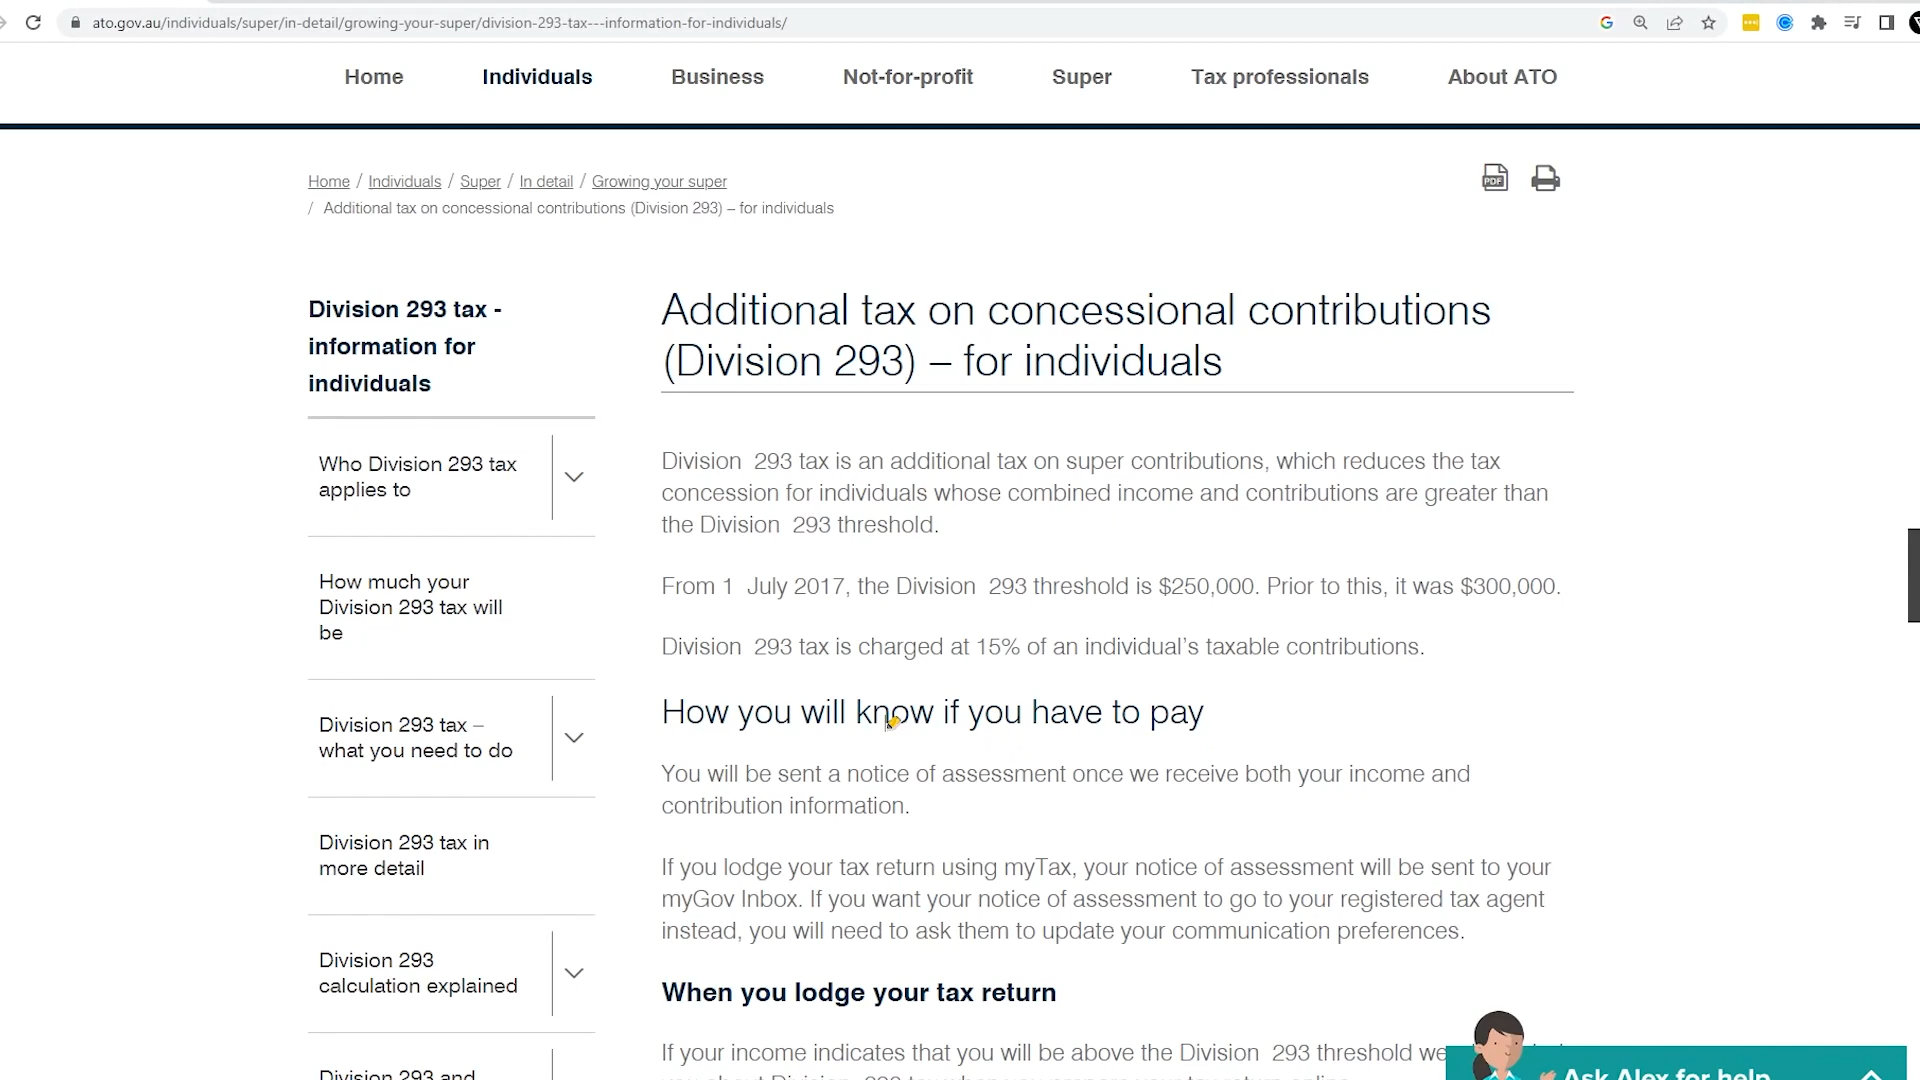 ato.gov.au/individuals/super/in-detail/growing-your-super/division-293-tax---information-for-individuals/
Home Individuals Business Not-for-profit Super Tax professionals About ATO
Home / Individuals / Super / In detail / Growing your super
/ Additional tax on concessional contributions (Division 293) – for individuals
PDF
Division 293 tax -
information for
individuals
Who Division 293 tax
applies to
How much your
Division 293 tax will
be
Division 293 tax –
what you need to do
Division 293 tax in
more detail
Division 293
calculation explained
Division 293 and
Additional tax on concessional contributions
(Division 293) – for individuals
Division 293 tax is an additional tax on super contributions, which reduces the tax
concession for individuals whose combined income and contributions are greater than
the Division 293 threshold.
From 1 July 2017, the Division 293 threshold is $250,000. Prior to this, it was $300,000.
Division 293 tax is charged at 15% of an individual's taxable contributions.
How you will know if you have to pay
You will be sent a notice of assessment once we receive both your income and
contribution information.
If you lodge your tax return using myTax, your notice of assessment will be sent to your
myGov Inbox. If you want your notice of assessment to go to your registered tax agent
instead, you will need to ask them to update your communication preferences.
When you lodge your tax return
If your income indicates that you will be above the Division 293 threshold we
Ask Alex for help